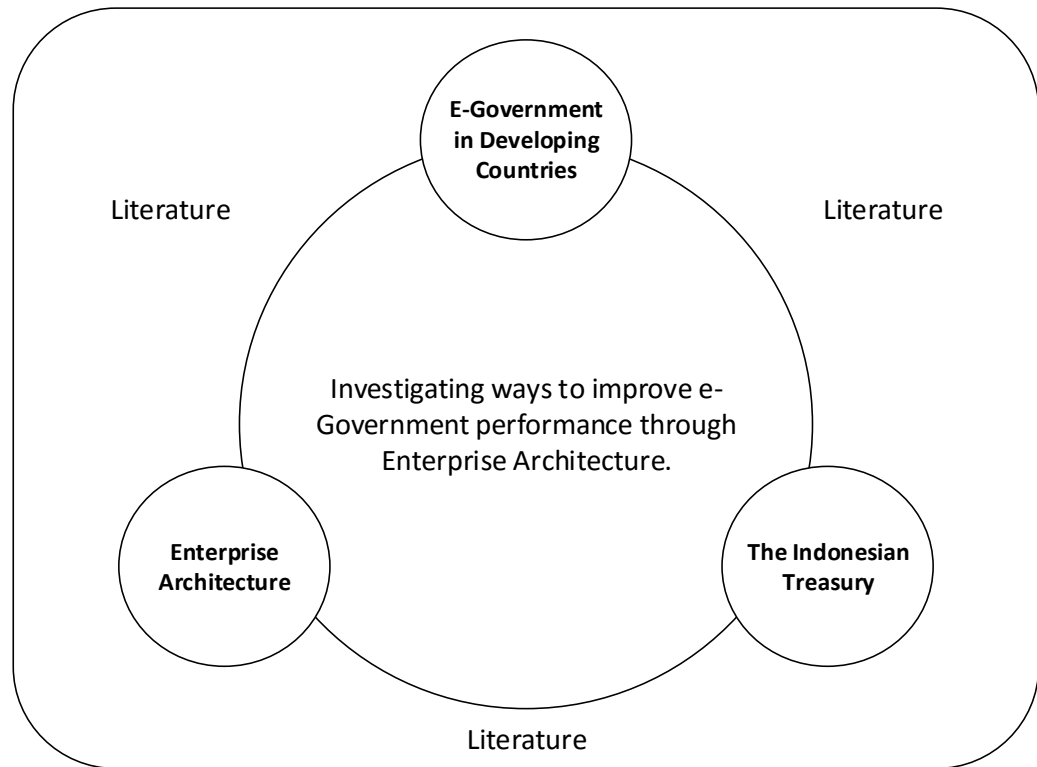 E-Government
in Developing
Countries
Literature
Literature
Investigating ways to improve e-
Government performance through
Enterprise Architecture.
Enterprise
Architecture
The Indonesian
Treasury
Literature